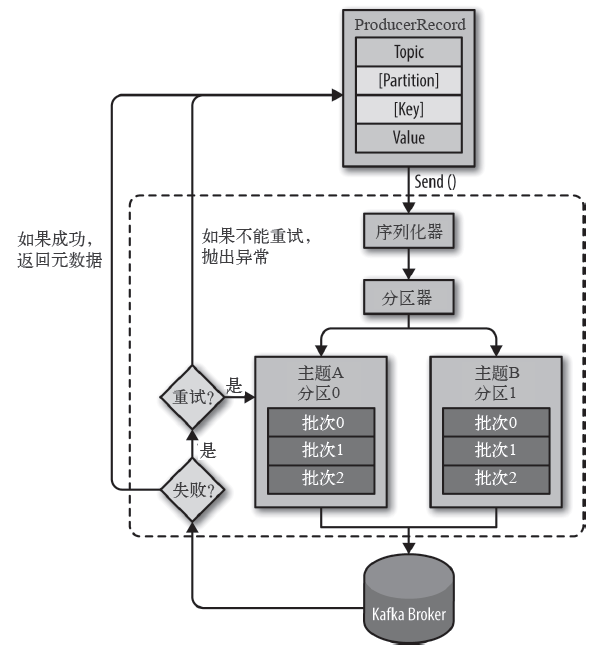 ProducerRecord
Topic
[Partition]
[Key]
Value
Send ()
序列化器
分区器
如果成功，
返回元数据
如果不能重试，
抛出异常
主题A
分区0
批次0
批次1
批次2
主题B
分区1
批次0
批次1
批次2
重试?
是
是
失败?
Kafka Broker